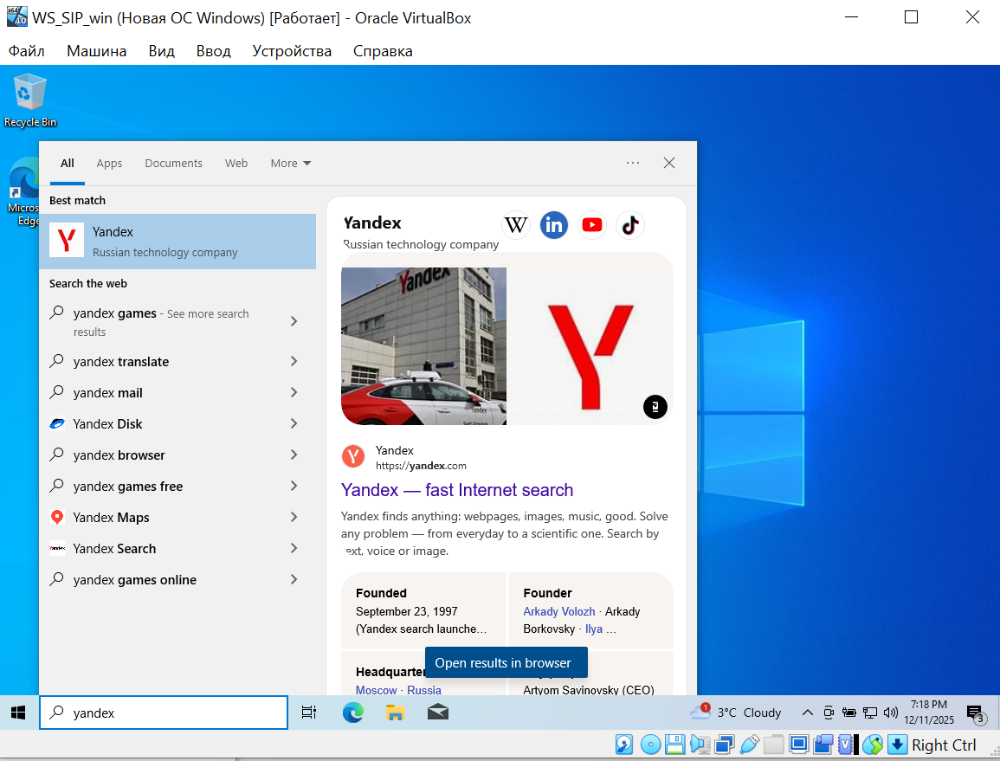 WS_SIP_win (Новая ОС Windows) [Работает] - Oracle VirtualBox
Файл Машина Вид Ввод Устройства Справка
Recycle Bin
Micros
Edge
All Apps Documents Web More
Best match
Yandex
Russian technology company
Search the web
yandex games - See more search
results
yandex translate
yandex mail
Yandex Disk
yandex browser
yandex games free
Yandex Maps
Yandex Search
yandex games online
Yandex
Russian technology company
Yandex
Yandex
Yandex
https://yandex.com
Yandex — fast Internet search
Yandex finds anything: webpages, images, music, good. Solve
any problem — from everyday to a scientific one. Search by
text, voice or image.
Founded
September 23, 1997
(Yandex search launche…
Founder
Arkady Volozh · Arkady
Borkovsky · Ilya …
Headquarter
Moscow · Russia
Artyom Savinovsky (CEO)
Open results in browser
yandex
1
3°C Cloudy
7:18 PM
12/11/2025
3
Right Ctrl